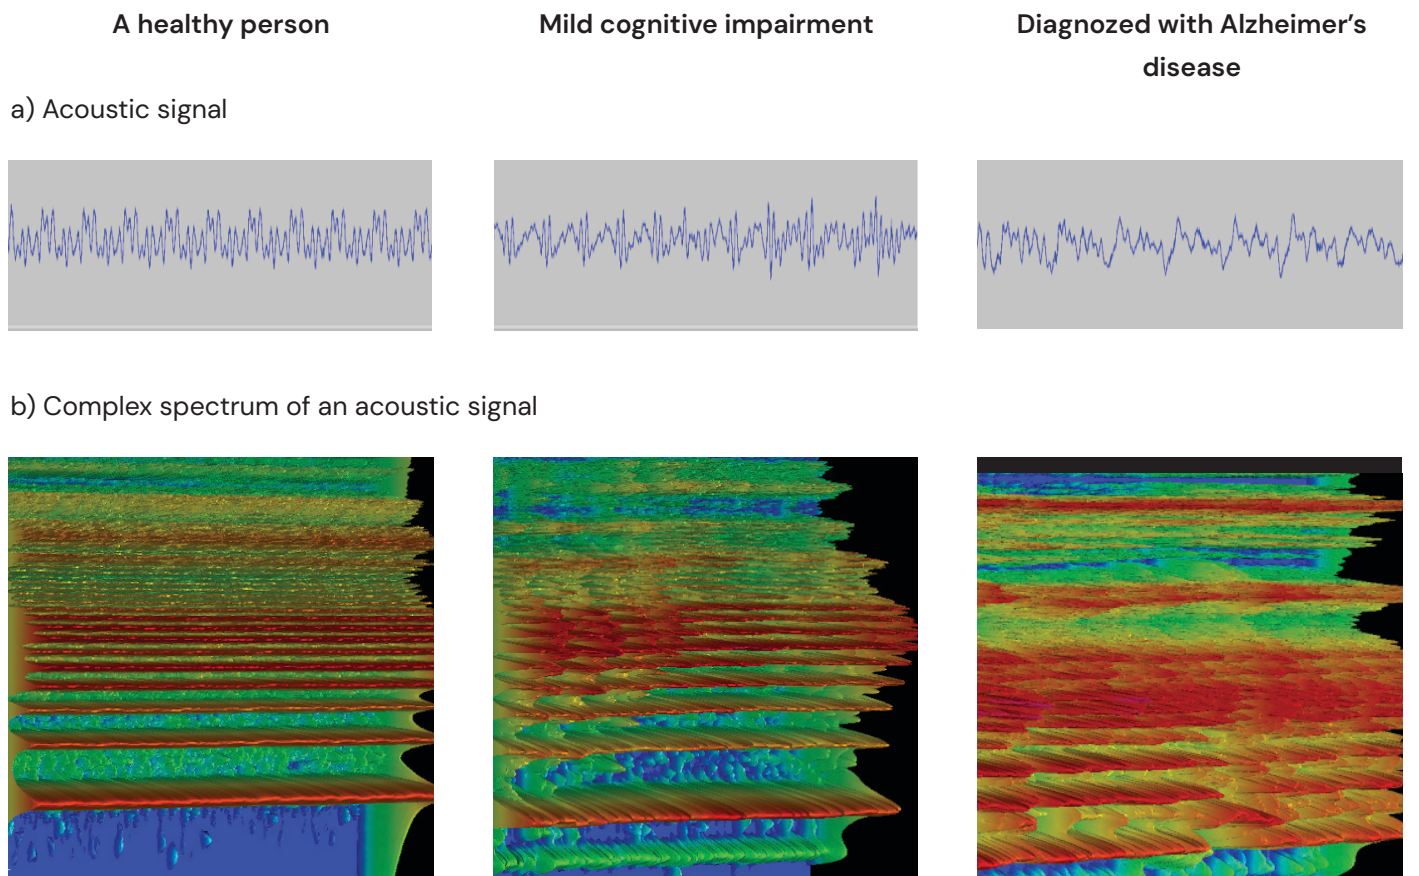 A healthy person
Mild cognitive impairment
Diagnozed with Alzheimer's
disease
a) Acoustic signal
b) Complex spectrum of an acoustic signal